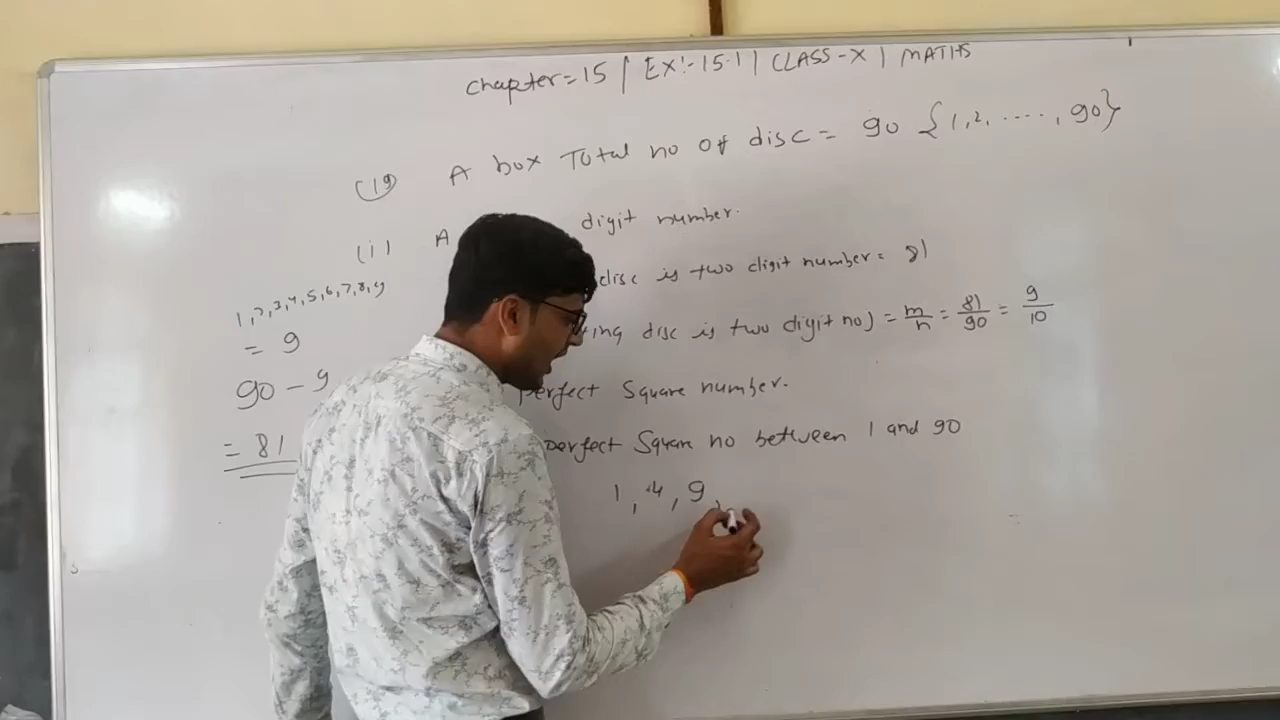 Chapter=15 | EX:-15.1 | CLASS-X | MATHS
(19) A box Total no of disc = 90 {1,2, ...., 90}
(i) A digit number.
disc is two digit number = 81
1,2,3,4,5,6,7,8,9
= 9
ing disc is two digit no) = m/n = 81/90 = 9/10
90 - 9
perfect Square number.
= 81
perfect Square no between 1 and 90
1, 4, 9,